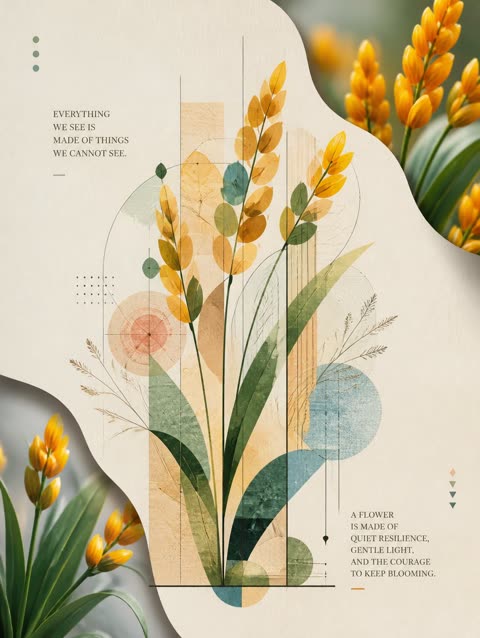 EVERYTHING
WE SEE IS
MADE OF THINGS
WE CANNOT SEE.
A FLOWER
IS MADE OF
QUIET RESILIENCE,
GENTLE LIGHT,
AND THE COURAGE
TO KEEP BLOOMING.